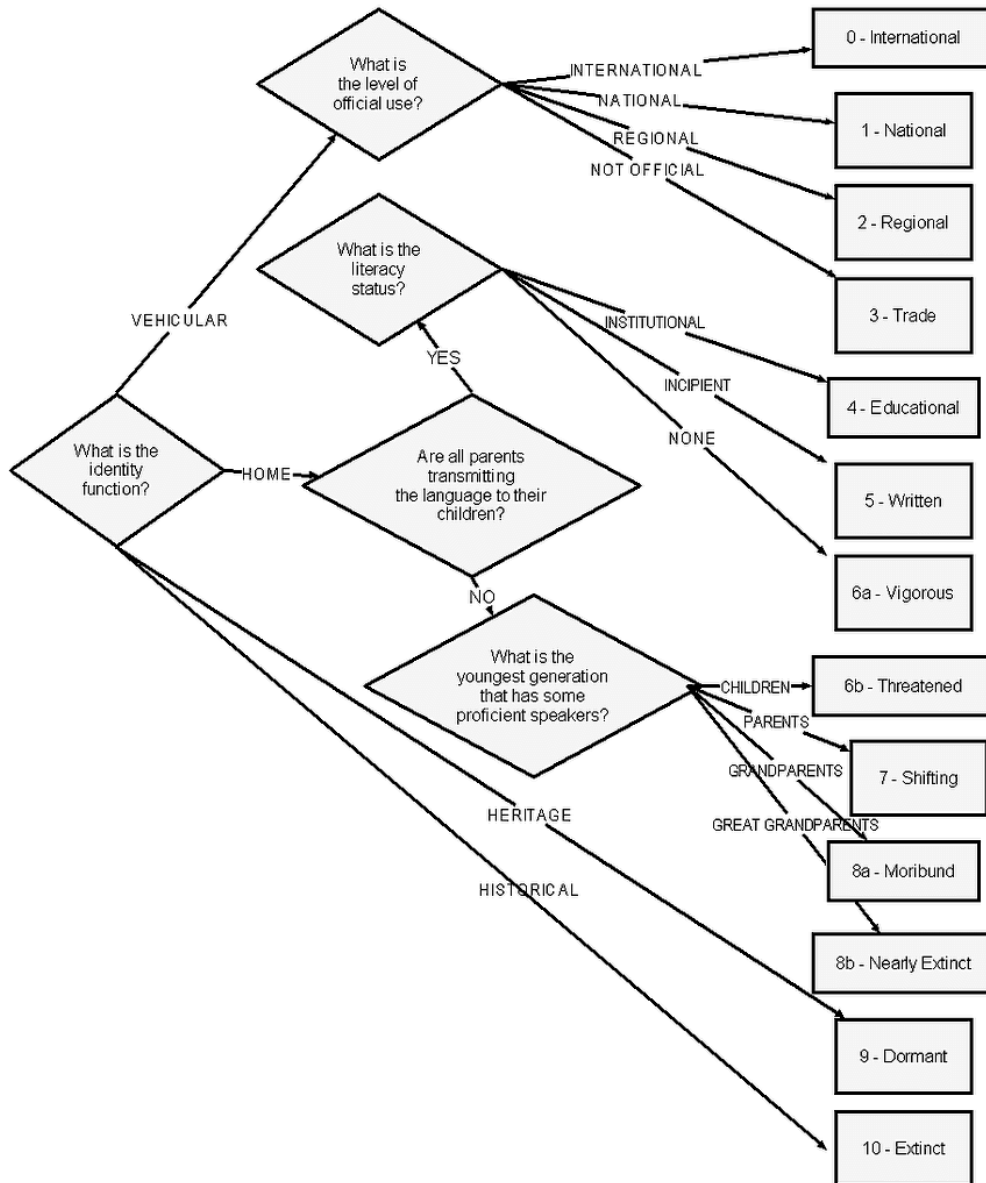 What is
the level of
official use?
INTERNATIONAL
NATIONAL
REGIONAL
NOT OFFICIAL
0 - International
1 - National
2 - Regional
3 - Trade
What is the
literacy
status?
INSTITUTIONAL
INCIPIENT
NONE
4 - Educational
5 - Written
6a - Vigorous
VEHICULAR
YES
What is the
identity
function?
HOME
Are all parents
transmitting
the language to their
children?
NO
What is the
youngest generation
that has some
proficient speakers?
CHILDREN
PARENTS
GRANDPARENTS
GREAT GRANDPARENTS
6b - Threatened
7 - Shifting
8a - Moribund
8b - Nearly Extinct
HERITAGE
HISTORICAL
9 - Dormant
10 - Extinct